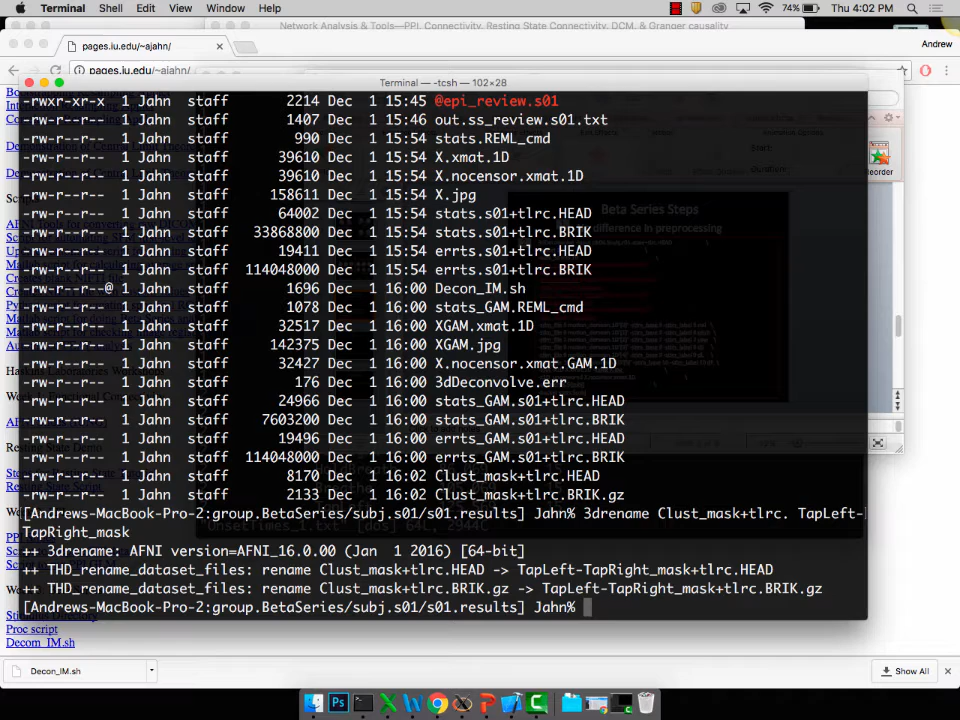 Terminal Shell Edit View Window Help
74% Thu 4:02 PM
Network Analysis & Tools—PPI, Connectivity, Resting State Connectivity, DCM, & Granger causality
pages.iu.edu/~ajahn/
Andrew
pages.iu.edu/~ajahn/
Terminal — -tcsh — 102×28
-rwxr-xr-x 1 Jahn staff 2214 Dec 1 15:45 @epi_review.s01
-rw-r--r-- 1 Jahn staff 1407 Dec 1 15:46 out.ss_review.s01.txt
-rw-r--r-- 1 Jahn staff 990 Dec 1 15:54 stats.REML_cmd
-rw-r--r-- 1 Jahn staff 39610 Dec 1 15:54 X.xmat.1D
-rw-r--r-- 1 Jahn staff 39610 Dec 1 15:54 X.nocensor.xmat.1D
-rw-r--r-- 1 Jahn staff 158611 Dec 1 15:54 X.jpg
-rw-r--r-- 1 Jahn staff 64002 Dec 1 15:54 stats.s01+tlrc.HEAD
-rw-r--r-- 1 Jahn staff 33868800 Dec 1 15:54 stats.s01+tlrc.BRIK
-rw-r--r-- 1 Jahn staff 19411 Dec 1 15:54 errts.s01+tlrc.HEAD
-rw-r--r-- 1 Jahn staff 114048000 Dec 1 15:54 errts.s01+tlrc.BRIK
-rw-r--r--@ 1 Jahn staff 1696 Dec 1 16:00 Decon_IM.sh
-rw-r--r-- 1 Jahn staff 1078 Dec 1 16:00 stats_GAM.REML_cmd
-rw-r--r-- 1 Jahn staff 32517 Dec 1 16:00 XGAM.xmat.1D
-rw-r--r-- 1 Jahn staff 142375 Dec 1 16:00 XGAM.jpg
-rw-r--r-- 1 Jahn staff 32427 Dec 1 16:00 X.nocensor.xmat.GAM.1D
-rw-r--r-- 1 Jahn staff 176 Dec 1 16:00 3dDeconvolve.err
-rw-r--r-- 1 Jahn staff 24966 Dec 1 16:00 stats_GAM.s01+tlrc.HEAD
-rw-r--r-- 1 Jahn staff 7603200 Dec 1 16:00 stats_GAM.s01+tlrc.BRIK
-rw-r--r-- 1 Jahn staff 19496 Dec 1 16:00 errts_GAM.s01+tlrc.HEAD
-rw-r--r-- 1 Jahn staff 114048000 Dec 1 16:00 errts_GAM.s01+tlrc.BRIK
-rw-r--r-- 1 Jahn staff 8170 Dec 1 16:02 Clust_mask+tlrc.HEAD
-rw-r--r-- 1 Jahn staff 2133 Dec 1 16:02 Clust_mask+tlrc.BRIK.gz
[Andrews-MacBook-Pro-2:group.BetaSeries/subj.s01/s01.results] Jahn% 3drename Clust_mask+tlrc. TapLeft-
TapRight_mask
++ 3drename: AFNI version=AFNI_16.0.00 (Jan 1 2016) [64-bit]
++ THD_rename_dataset_files: rename Clust_mask+tlrc.HEAD -> TapLeft-TapRight_mask+tlrc.HEAD
++ THD_rename_dataset_files: rename Clust_mask+tlrc.BRIK.gz -> TapLeft-TapRight_mask+tlrc.BRIK.gz
[Andrews-MacBook-Pro-2:group.BetaSeries/subj.s01/s01.results] Jahn%
Reorder
Beta Series Steps
Proc script
Decom_IM.sh
Decon_IM.sh
Show All